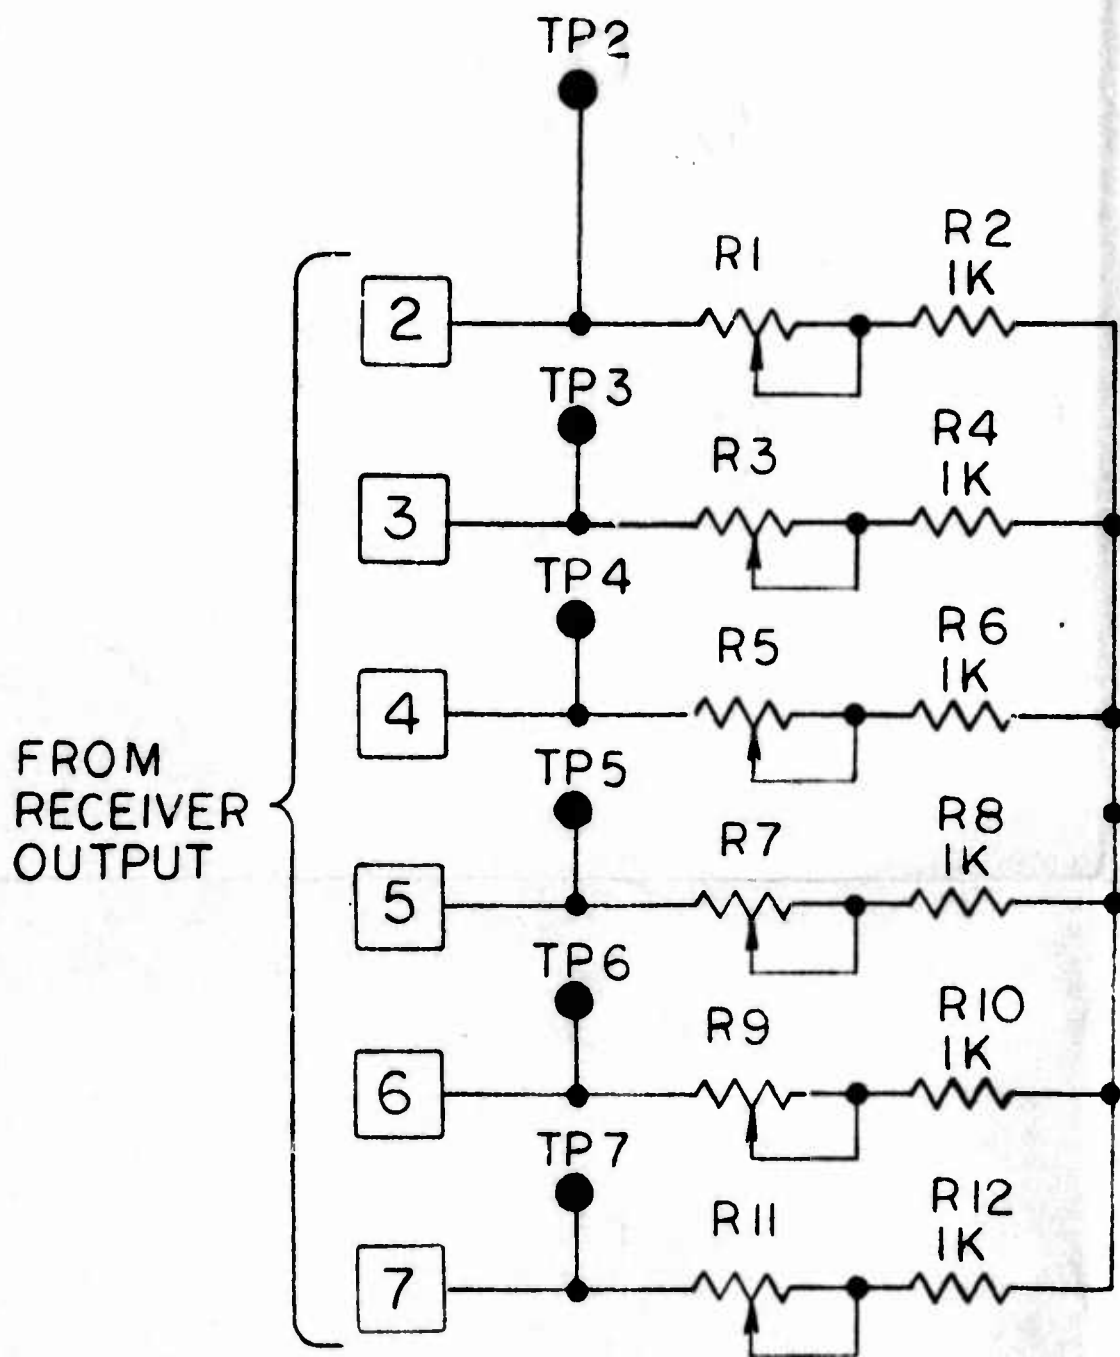 TP2
R1
R2
1K
2
TP3
R3
R4
1K
3
TP4
R5
R6
1K
4
FROM
RECEIVER
OUTPUT
TP5
R7
R8
1K
5
TP6
R9
R10
1K
6
TP7
R11
R12
1K
7